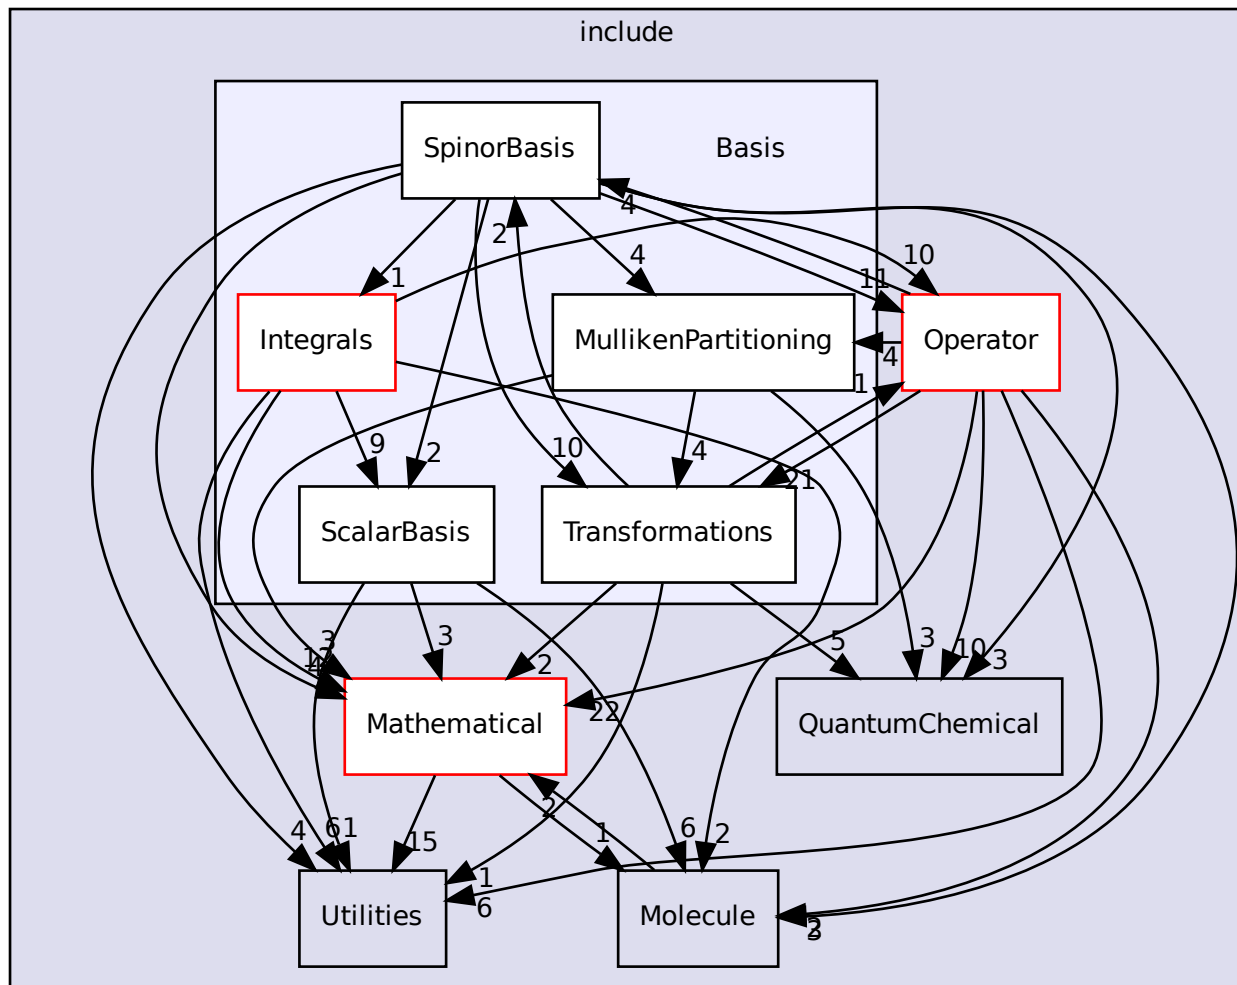 include
SpinorBasis
Basis
4
2
4
10
1
11
Integrals
MullikenPartitioning
Operator
4
1
9
2
10
4
21
ScalarBasis
Transformations
3
3
2
5
3
10
3
4
22
Mathematical
QuantumChemical
2
4
61
15
1
6
2
1
6
2
Utilities
Molecule